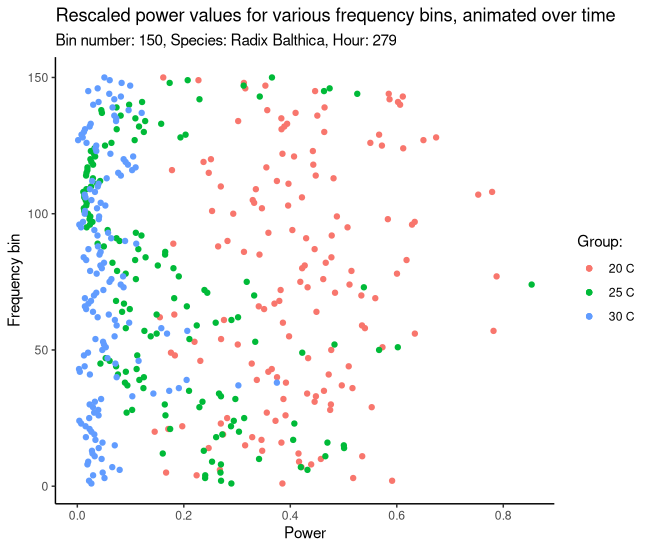 Rescaled power values for various frequency bins, animated over time
Bin number: 150, Species: Radix Balthica, Hour: 279
150
100
50
0
Frequency bin
0.0 0.2 0.4 0.6 0.8
Power
Group:
20 C
25 C
30 C